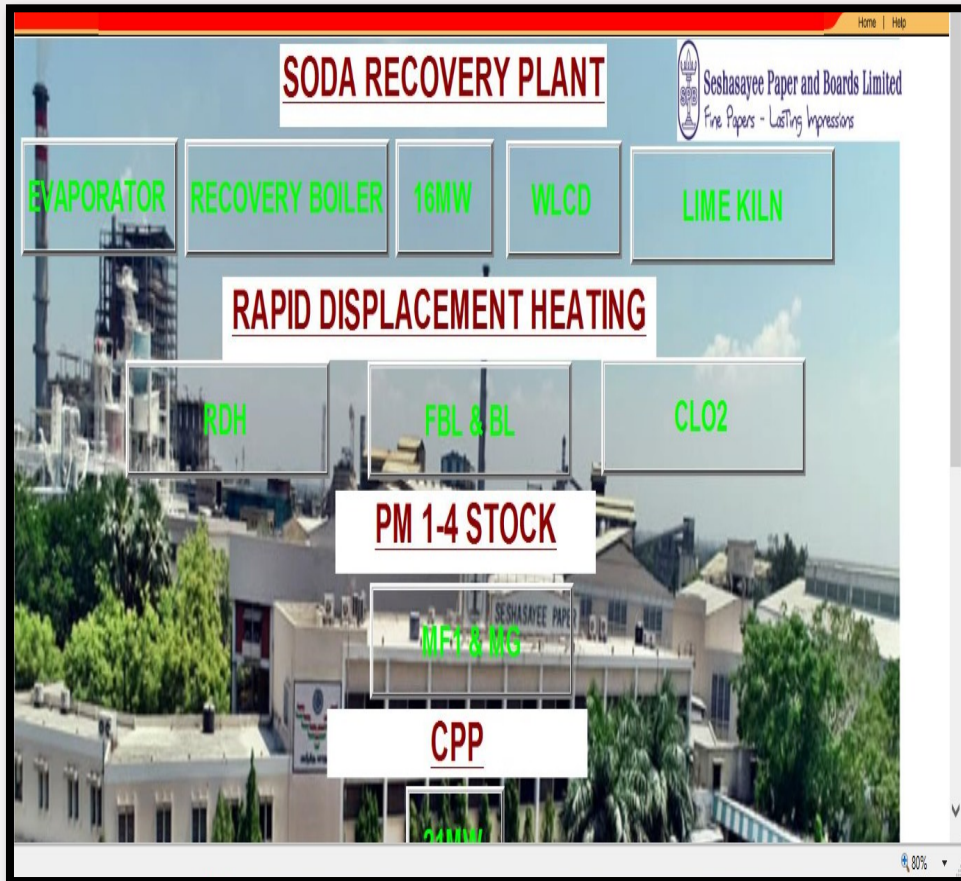 Home | Help
SODA RECOVERY PLANT
SPB
Seshasayee Paper and Boards Limited
Fine Papers - Lasting Impressions
EVAPORATOR
RECOVERY BOILER
16MW
WLCD
LIME KILN
RAPID DISPLACEMENT HEATING
RDH
FBL & BL
CLO2
PM 1-4 STOCK
SESHASAYEE PAPER
MF1 & MG
CPP
21MW
80%